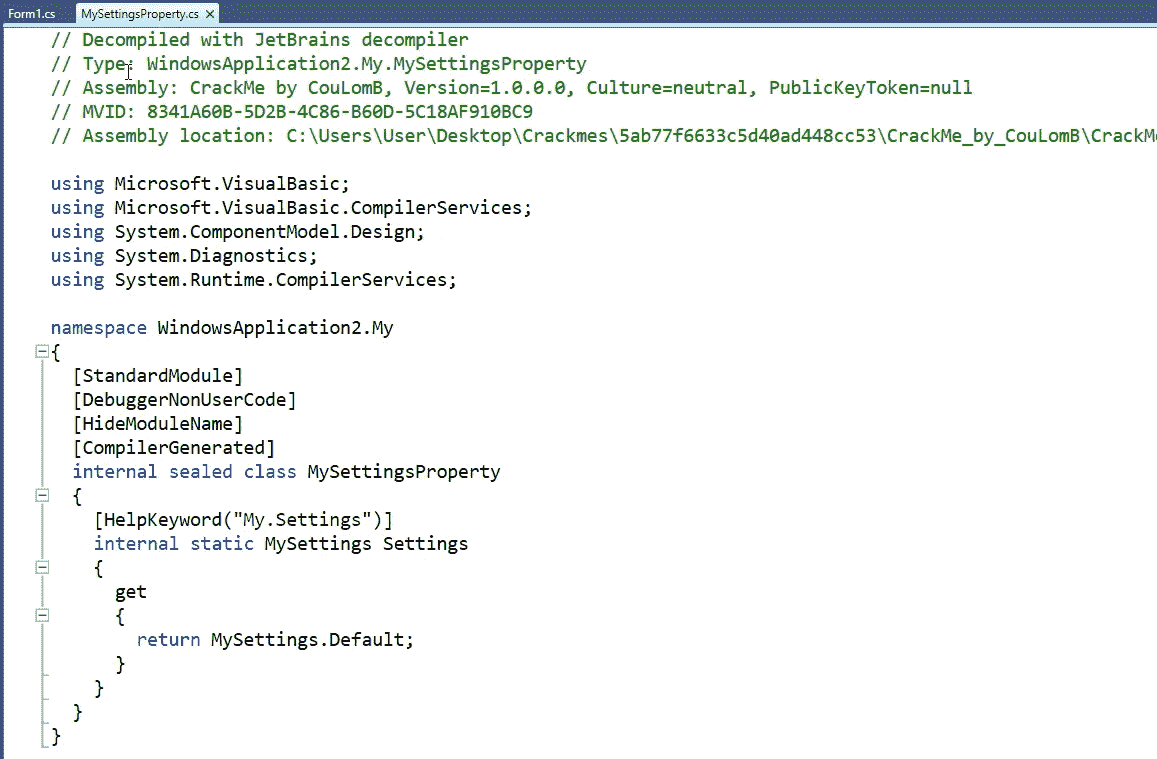 Form1.cs MySettingsProperty.cs
// Decompiled with JetBrains decompiler
// Type: WindowsApplication2.My.MySettingsProperty
// Assembly: CrackMe by CouLomB, Version=1.0.0.0, Culture=neutral, PublicKeyToken=null
// MVID: 8341A60B-5D2B-4C86-B60D-5C18AF910BC9
// Assembly location: C:\Users\User\Desktop\Crackmes\5ab77f6633c5d40ad448cc53\CrackMe_by_CouLomB\CrackMe
using Microsoft.VisualBasic;
using Microsoft.VisualBasic.CompilerServices;
using System.ComponentModel.Design;
using System.Diagnostics;
using System.Runtime.CompilerServices;
namespace WindowsApplication2.My
{
[StandardModule]
[DebuggerNonUserCode]
[HideModuleName]
[CompilerGenerated]
internal sealed class MySettingsProperty
{
[HelpKeyword("My.Settings")]
internal static MySettings Settings
{
get
{
return MySettings.Default;
}
}
}
}